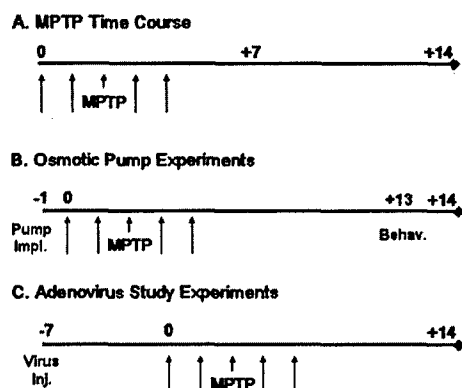 A. MPTP Time Course
0 +7 +14
MPTP
B. Osmotic Pump Experiments
-1 0 +13 +14
Pump Impl. MPTP Behav.
C. Adenovirus Study Experiments
-7 0 +14
Virus Inj. MPTP